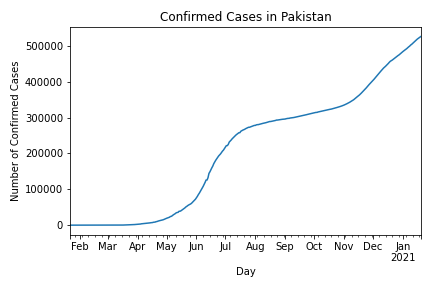 Confirmed Cases in Pakistan
Number of Confirmed Cases
500000
400000
300000
200000
100000
0
Feb Mar Apr May Jun Jul Aug Sep Oct Nov Dec Jan
2021
Day